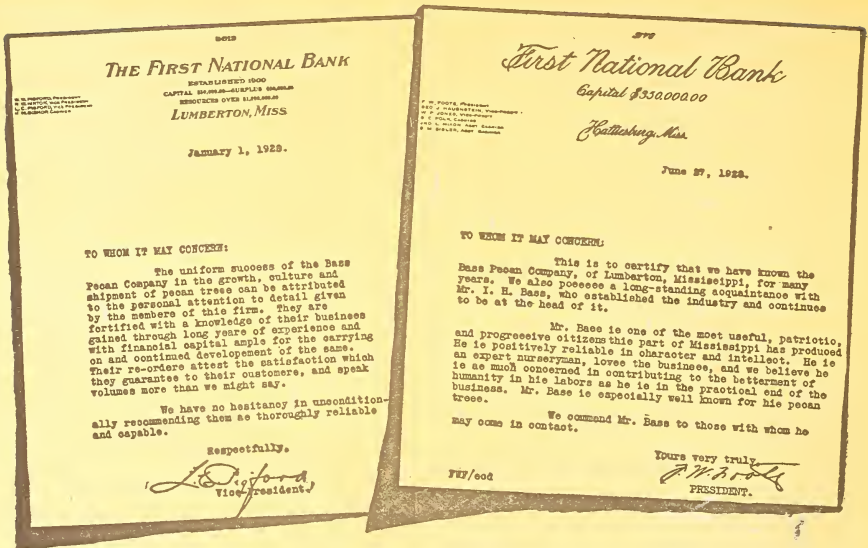 THE FIRST NATIONAL BANK
ESTABLISHED 1900
LUMBERTON, MISS.
January 1, 1928.
TO WHOM IT MAY CONCERN:
The uniform success of the Bass
Pecan Company in the growth, culture and
shipment of pecan trees can be attributed
to the personal attention to detail given
by the members of this firm. They are
fortified with a knowledge of their business
gained through long years of experience and
with financial capital ample for the carrying
on and continued developement of the same.
Their re-orders attest the satisfaction which
they guarantee to their customers, and speak
volumes more than we might say.
We have no hesitancy in uncondition-
ally recommending them as thoroughly reliable
and capable.
Respectfully,
Vice President.
First National Bank
Capital $350,000.00
F. W. FOOTE, PRESIDENT
Hattiesburg, Miss
June 27, 1928.
TO WHOM IT MAY CONCERN:
This is to certify that we have known the
Bass Pecan Company, of Lumberton, Mississippi, for many
years. We also possess a long-standing acquaintance with
Mr. I. H. Bass, who established the industry and continues
to be at the head of it.
Mr. Bass is one of the most useful, patriotic,
and progressive citizens this part of Mississippi has produced
He is positively reliable in character and intellect. He is
an expert nurseryman, loves the business, and we believe he
is as much concerned in contributing to the betterment of
humanity in his labors as he is in the practical end of the
business. Mr. Bass is especially well known for his pecan
trees.
We commend Mr. Bass to those with whom he
may come in contact.
Yours very truly,
F. W. Foote
PRESIDENT.
FWF/eod